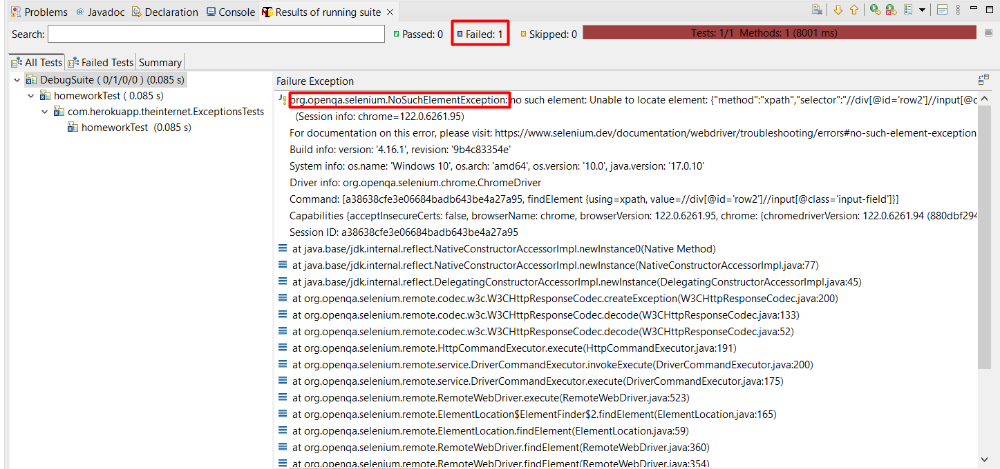 Problems @ Javadoc Declaration Console Results of running suite
Search: Passed: 0 Failed: 1 Skipped: 0 Tests: 1/1 Methods: 1 (8001 ms)
All Tests Failed Tests Summary
DebugSuite ( 0/1/0/0 ) (0.085 s)
homeworkTest ( 0.085 s)
com.herokuapp.theinternet.ExceptionsTests
homeworkTest (0.085 s)
Failure Exception
org.openqa.selenium.NoSuchElementException: no such element: Unable to locate element: {"method":"xpath","selector":"//div[@id='row2']//input[@c
(Session info: chrome=122.0.6261.95)
For documentation on this error, please visit: https://www.selenium.dev/documentation/webdriver/troubleshooting/errors#no-such-element-exception
Build info: version: '4.16.1', revision: '9b4c83354e'
System info: os.name: 'Windows 10', os.arch: 'amd64', os.version: '10.0', java.version: '17.0.10'
Driver info: org.openqa.selenium.chrome.ChromeDriver
Command: [a38638cfe3e06684badb643be4a27a95, findElement {using=xpath, value=//div[@id='row2']//input[@class='input-field']}]
Capabilities {acceptInsecureCerts: false, browserName: chrome, browserVersion: 122.0.6261.95, chrome: {chromedriverVersion: 122.0.6261.94 (880dbf294
Session ID: a38638cfe3e06684badb643be4a27a95
at java.base/jdk.internal.reflect.NativeConstructorAccessorImpl.newInstance0(Native Method)
at java.base/jdk.internal.reflect.NativeConstructorAccessorImpl.newInstance(NativeConstructorAccessorImpl.java:77)
at java.base/jdk.internal.reflect.DelegatingConstructorAccessorImpl.newInstance(DelegatingConstructorAccessorImpl.java:45)
at org.openqa.selenium.remote.codec.w3c.W3CHttpResponseCodec.createException(W3CHttpResponseCodec.java:200)
at org.openqa.selenium.remote.codec.w3c.W3CHttpResponseCodec.decode(W3CHttpResponseCodec.java:133)
at org.openqa.selenium.remote.codec.w3c.W3CHttpResponseCodec.decode(W3CHttpResponseCodec.java:52)
at org.openqa.selenium.remote.HttpCommandExecutor.execute(HttpCommandExecutor.java:191)
at org.openqa.selenium.remote.service.DriverCommandExecutor.invokeExecute(DriverCommandExecutor.java:200)
at org.openqa.selenium.remote.service.DriverCommandExecutor.execute(DriverCommandExecutor.java:175)
at org.openqa.selenium.remote.RemoteWebDriver.execute(RemoteWebDriver.java:523)
at org.openqa.selenium.remote.ElementLocation$ElementFinder$2.findElement(ElementLocation.java:165)
at org.openqa.selenium.remote.ElementLocation.findElement(ElementLocation.java:59)
at org.openqa.selenium.remote.RemoteWebDriver.findElement(RemoteWebDriver.java:360)
at org.openqa.selenium.remote.RemoteWebDriver.findElement(RemoteWebDriver.java:354)